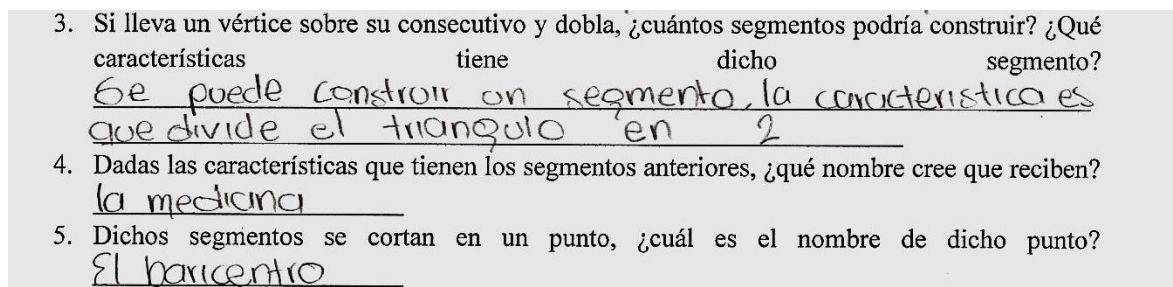 3. Si lleva un vértice sobre su consecutivo y dobla, ¿cuántos segmentos podría construir? ¿Qué
características tiene dicho segmento?
Se puede construir un segmento, la caracteristica es
que divide el triangulo en 2
4. Dadas las características que tienen los segmentos anteriores, ¿qué nombre cree que reciben?
la mediana
5. Dichos segmentos se cortan en un punto, ¿cuál es el nombre de dicho punto?
El baricentro